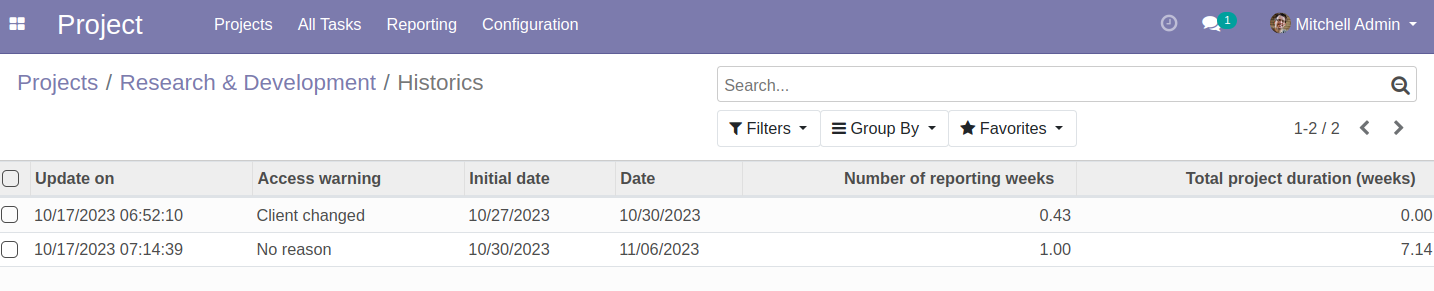 Project Projects All Tasks Reporting Configuration 1 Mitchell Admin
Projects / Research & Development / Historics
Search...
Filters Group By Favorites 1-2 / 2
Update on Access warning Initial date Date Number of reporting weeks Total project duration (weeks)
10/17/2023 06:52:10 Client changed 10/27/2023 10/30/2023 0.43 0.00
10/17/2023 07:14:39 No reason 10/30/2023 11/06/2023 1.00 7.14